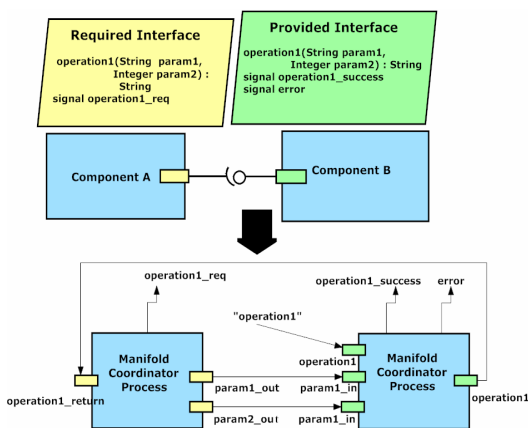 Required Interface
operation1(String param1,
Integer param2) :
String
signal operation1_req
Provided Interface
operation1(String param1,
Integer param2) : String
signal operation1_success
signal error
Component A
Component B
operation1_req
operation1_success
error
"operation1"
operation1
Manifold
Coordinator
Process
Manifold
Coordinator
Process
operation1_return
param1_out
param1_in
operation1
param2_out
param1_in